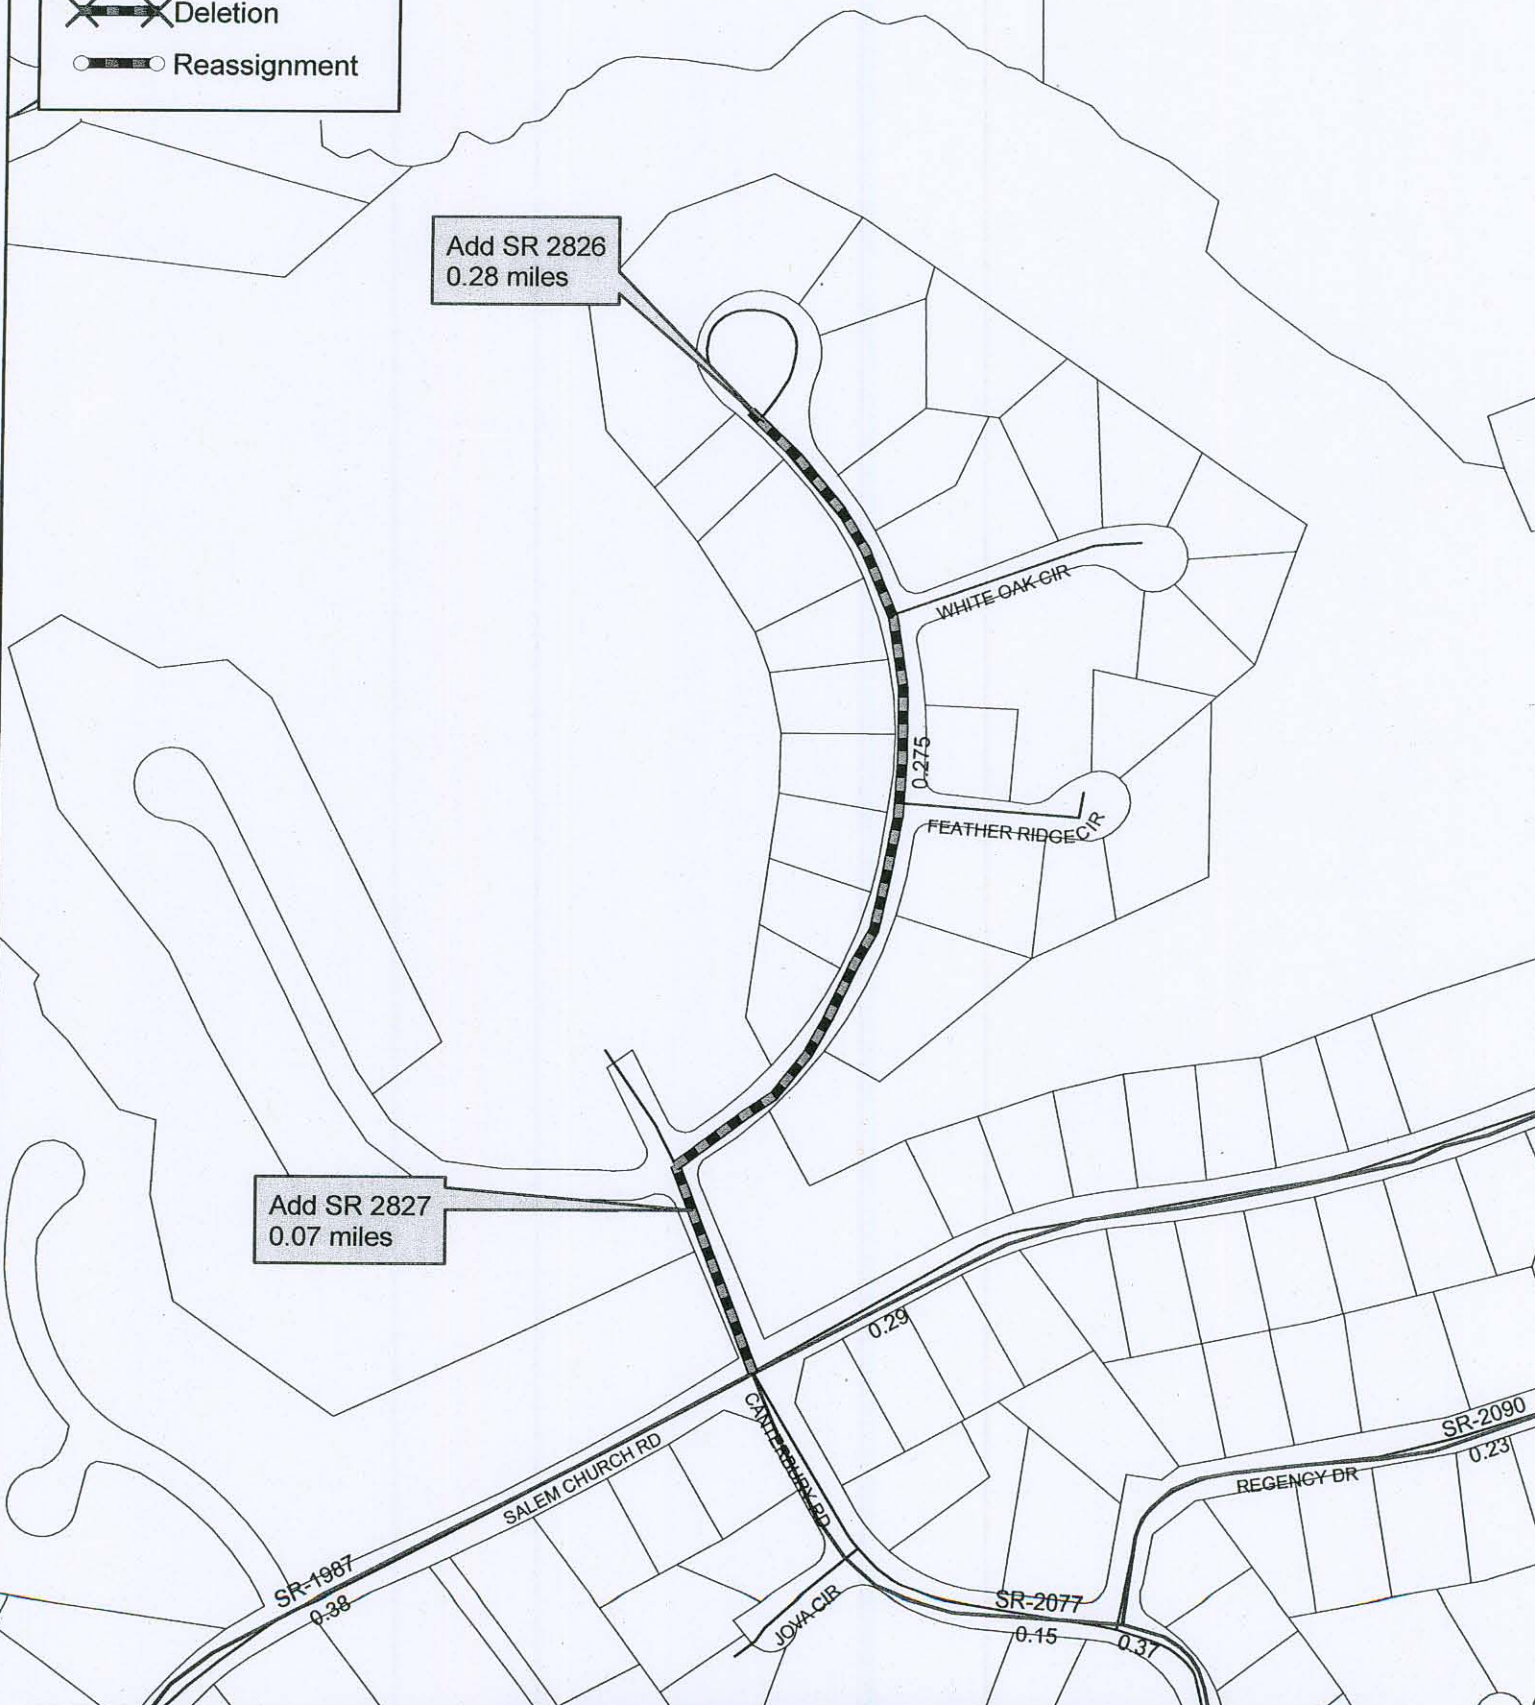 Deletion
Reassignment
Add SR 2826
0.28 miles
WHITE OAK CIR
0.275
FEATHER RIDGE CIR
Add SR 2827
0.07 miles
0.29
CANTERBURY RD
SALEM CHURCH RD
SR-2090
0.23
REGENCY DR
SR-1987
0.38
JOVA CIR
SR-2077
0.15
0.37